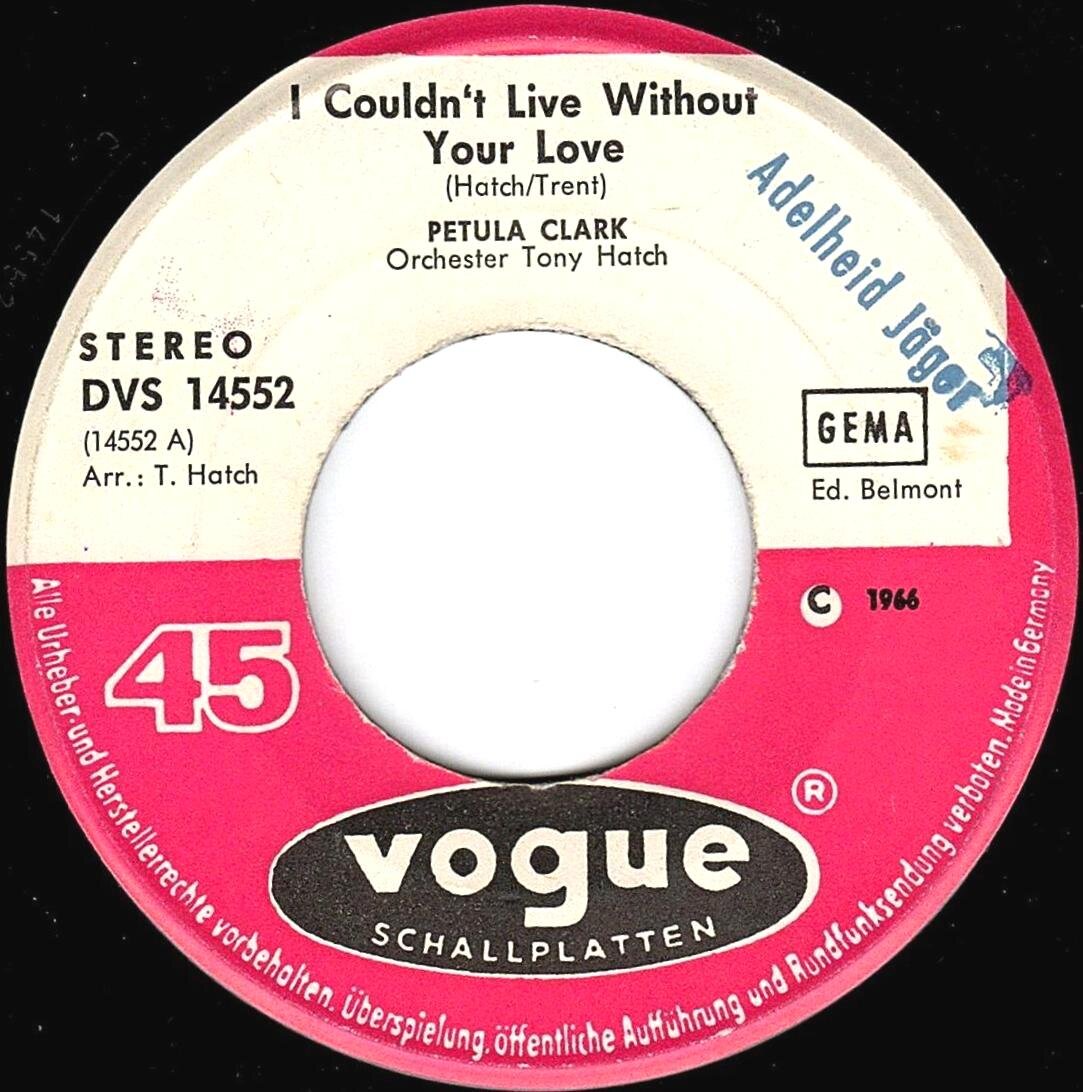 I Couldn't Live Without
Your Love
(Hatch/Trent)
PETULA CLARK
Orchester Tony Hatch
Adelheid Jäger
STEREO
DVS 14552
(14552 A)
Arr.: T. Hatch
GEMA
Ed. Belmont
C 1966
45
®
vogue
SCHALLPLATTEN
Alle Urheber- und Herstellerrechte vorbehalten. Überspielung, öffentliche Aufführung und Rundfunksendung verboten. Made in Germany